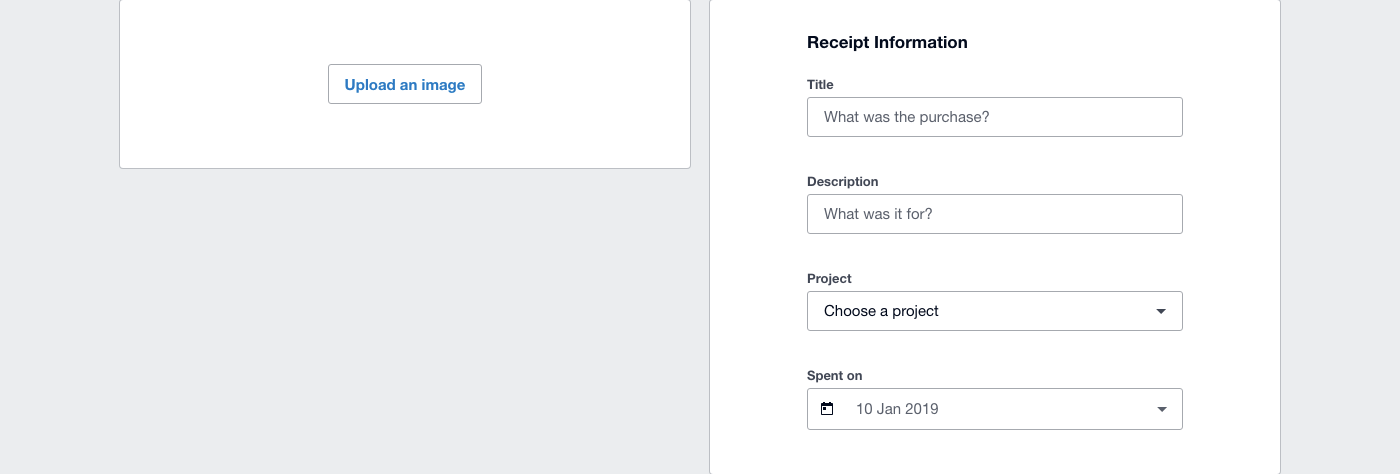 Upload an image
Receipt Information
Title
What was the purchase?
Description
What was it for?
Project
Choose a project
Spent on
10 Jan 2019